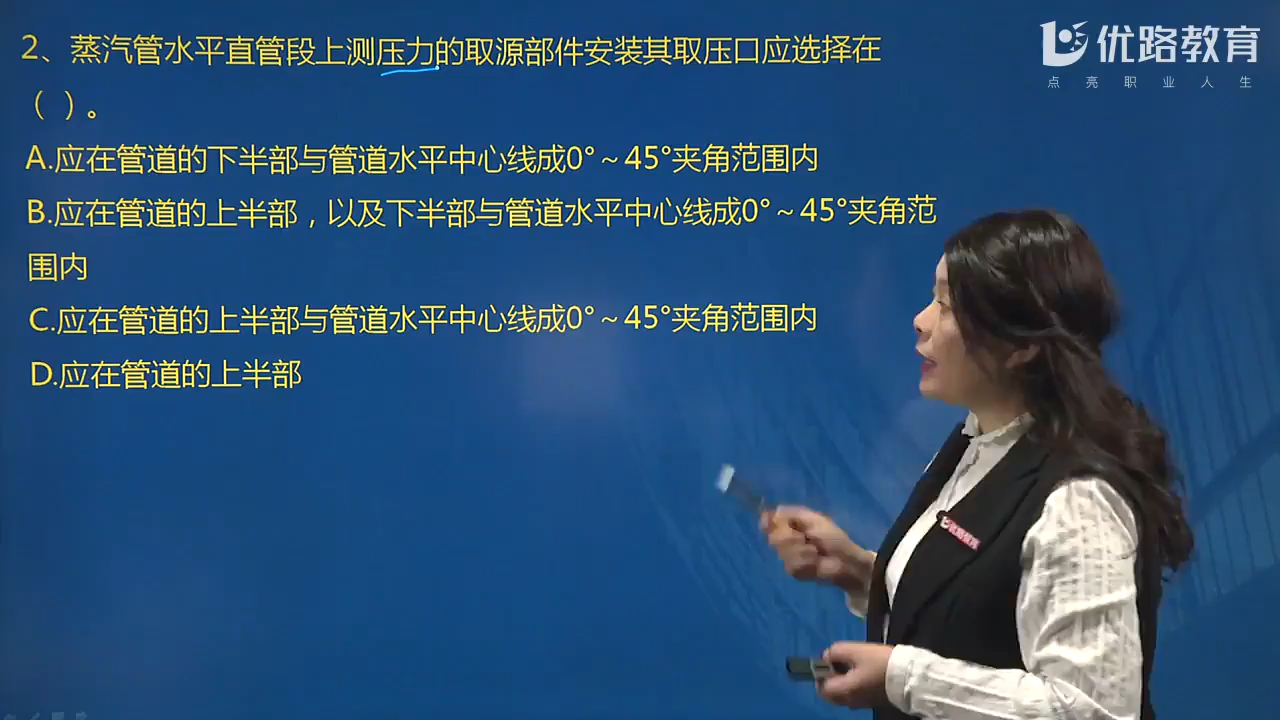 2、蒸汽管水平直管段上测压力的取源部件安装其取压口应选择在
（ ）。
A.应在管道的下半部与管道水平中心线成0°～45°夹角范围内
B.应在管道的上半部，以及下半部与管道水平中心线成0°～45°夹角范
围内
C.应在管道的上半部与管道水平中心线成0°～45°夹角范围内
D.应在管道的上半部
优路教育
点亮职业人生
优路教育